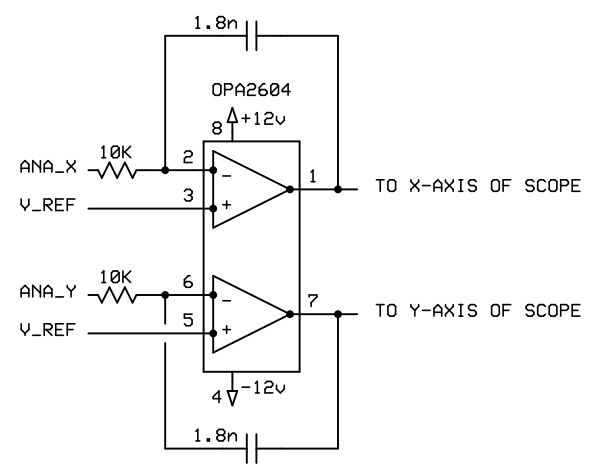 1.8n
OPA2604
8 +12v
10K
ANA_X 2 − 1 TO X-AXIS OF SCOPE
V_REF 3 +
10K
ANA_Y 6 − 7 TO Y-AXIS OF SCOPE
V_REF 5 +
4 -12v
1.8n